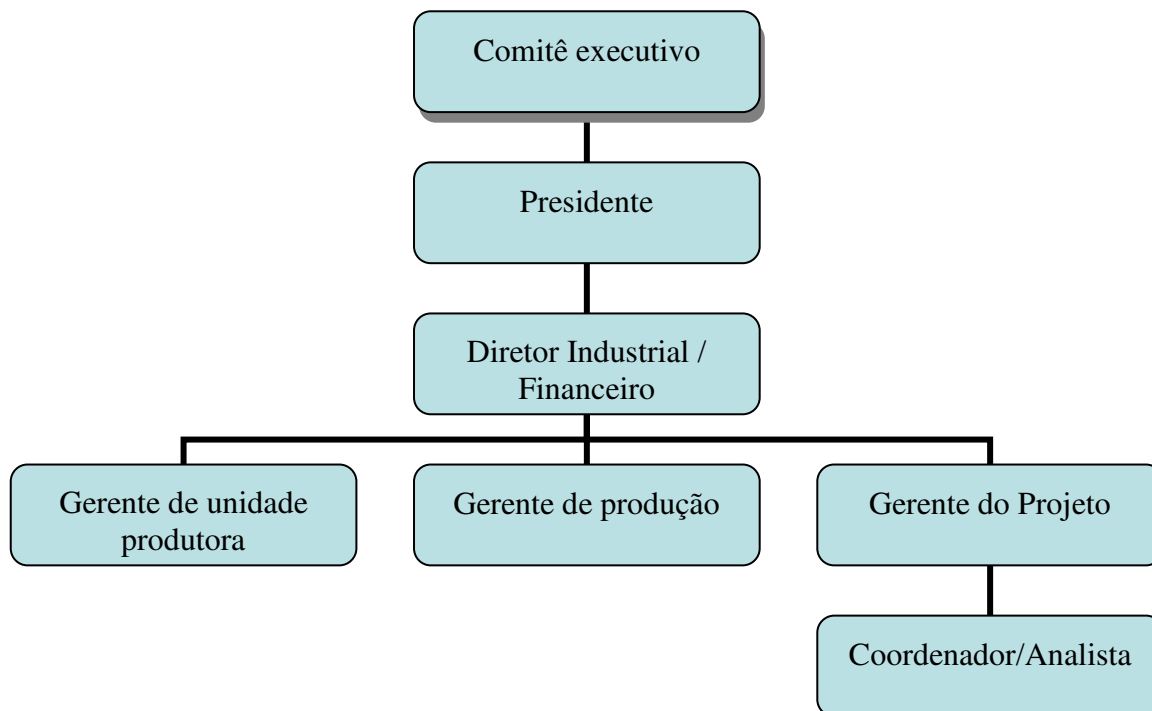 Comitê executivo
Presidente
Diretor Industrial /
Financeiro
Gerente de unidade
produtora
Gerente de produção
Gerente do Projeto
Coordenador/Analista